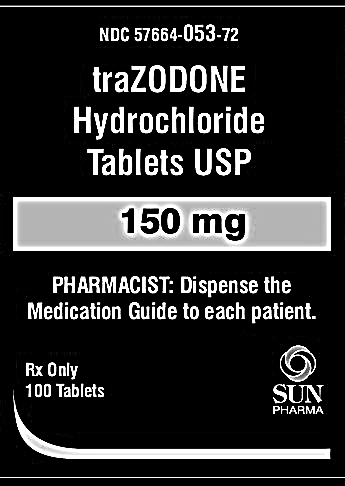 NDC 57664-053-72
traZODONE
Hydrochloride
Tablets USP
150 mg
PHARMACIST: Dispense the
Medication Guide to each patient.
Rx Only
100 Tablets
SUN
PHARMA